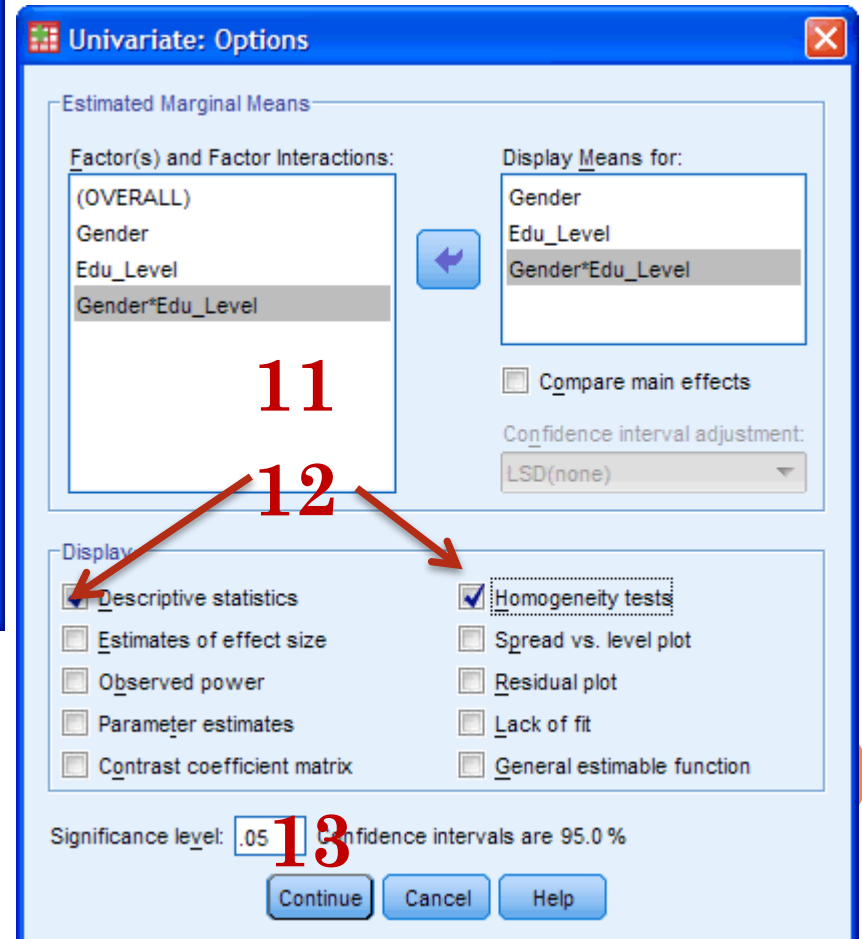 Univariate: Options
Estimated Marginal Means
Factor(s) and Factor Interactions:
(OVERALL)
Gender
Edu_Level
Gender*Edu_Level
Display Means for:
Gender
Edu_Level
Gender*Edu_Level
11
Compare main effects
Confidence interval adjustment:
LSD(none)
12
Display
Descriptive statistics
Homogeneity tests
Estimates of effect size
Spread vs. level plot
Observed power
Residual plot
Parameter estimates
Lack of fit
Contrast coefficient matrix
General estimable function
Significance level: .05 13 Confidence intervals are 95.0 %
Continue
Cancel
Help